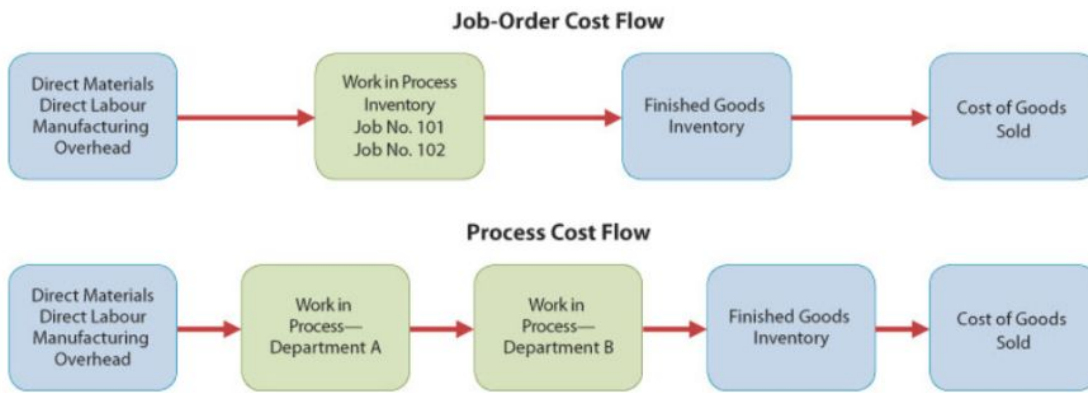 Job-Order Cost Flow
Direct Materials
Direct Labour
Manufacturing
Overhead
Work in Process
Inventory
Job No. 101
Job No. 102
Finished Goods
Inventory
Cost of Goods
Sold
Process Cost Flow
Direct Materials
Direct Labour
Manufacturing
Overhead
Work in
Process—
Department A
Work in
Process—
Department B
Finished Goods
Inventory
Cost of Goods
Sold